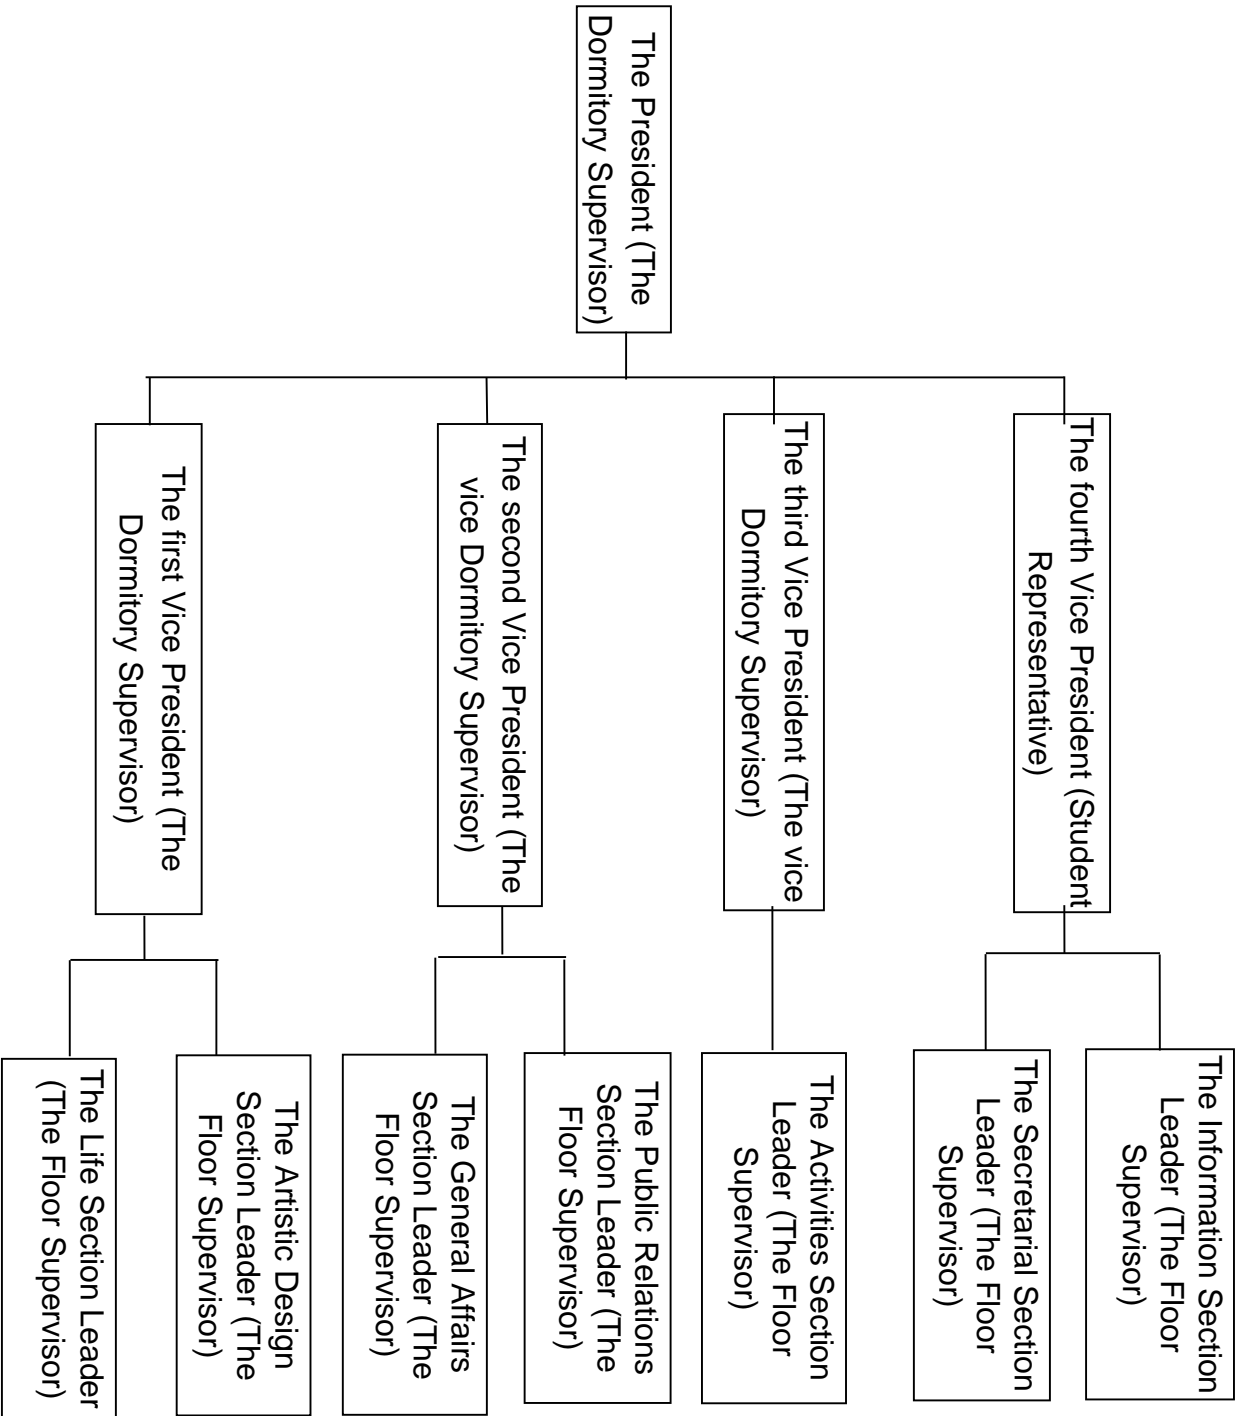 The President (The
Dormitory Supervisor)
The fourth Vice President (Student
Representative)
The third Vice President (The vice
Dormitory Supervisor)
The second Vice President (The
vice Dormitory Supervisor)
The first Vice President (The
Dormitory Supervisor)
The Information Section
Leader (The Floor
Supervisor)
The Secretarial Section
Leader (The Floor
Supervisor)
The Activities Section
Leader (The Floor
Supervisor)
The Public Relations
Section Leader (The
Floor Supervisor)
The General Affairs
Section Leader (The
Floor Supervisor)
The Artistic Design
Section Leader (The
Floor Supervisor)
The Life Section Leader
(The Floor Supervisor)